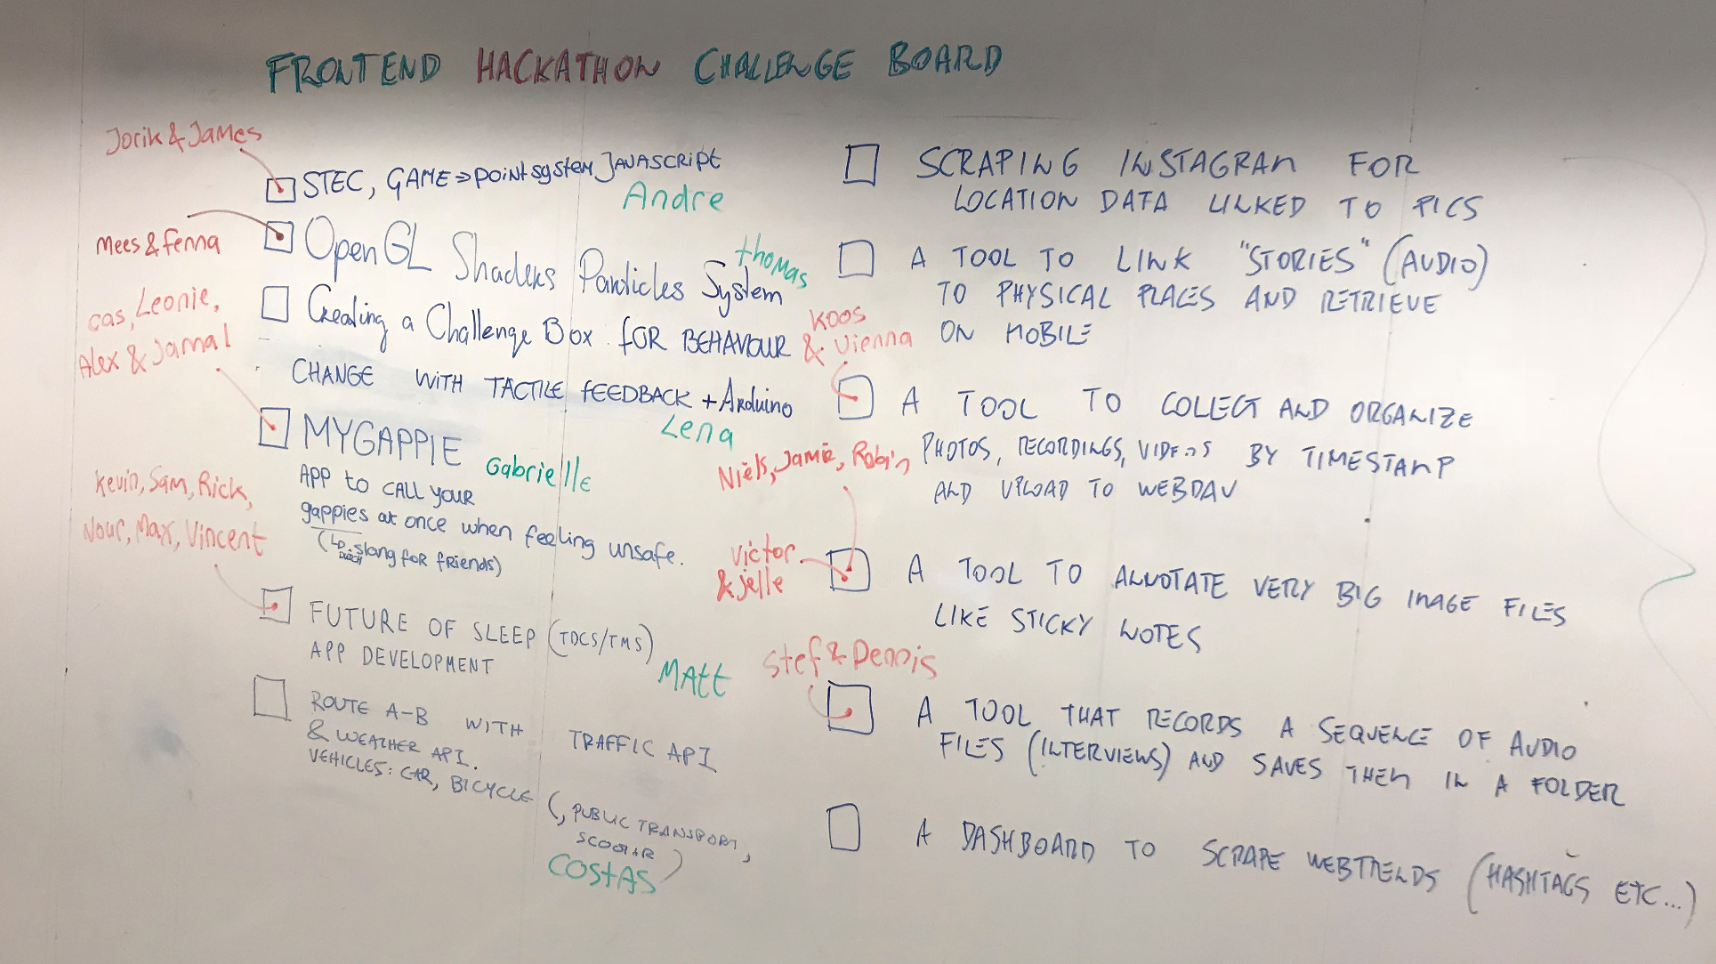 FRONTEND HACKATHON CHALLENGE BOARD
Jorik & James
STEC, GAME => point system JAVASCRIPT
Andre
Mees & Fenna
OpenGL Shaders Particles System
thomas
Cas, Leonie,
Alex & Jamal
Creating a Challenge Box FOR BEHAVIOUR
CHANGE WITH TACTILE FEEDBACK + Arduino
Lena
MYGAPPIE
Gabrielle
APP to CALL YOUR
gappies at once when feeling unsafe.
(↳ DUTCH slang for friends)
Kevin, Sam, Rick,
Nour, Max, Vincent
FUTURE OF SLEEP (TDCS/TMS)
APP DEVELOPMENT
Matt
ROUTE A-B WITH TRAFFIC API
& WEATHER API.
VEHICLES: CAR, BICYCLE (, PUBLIC TRANSPORT,
SCOOTER)
COSTAS
SCRAPING INSTAGRAM FOR
LOCATION DATA LINKED TO PICS
A TOOL TO LINK "STORIES" (AUDIO)
TO PHYSICAL PLACES AND RETRIEVE
ON MOBILE
Koos
& Vienna
A TOOL TO COLLECT AND ORGANIZE
PHOTOS, RECORDINGS, VIDEOS BY TIMESTAMP
AND UPLOAD TO WEBDAV
Niels, Jamie, Robin
Victor
& Jelle
A TOOL TO ANNOTATE VERY BIG IMAGE FILES
LIKE STICKY NOTES
Stef & Dennis
A TOOL THAT RECORDS A SEQUENCE OF AUDIO
FILES (INTERVIEWS) AND SAVES THEM IN A FOLDER
A DASHBOARD TO SCRAPE WEBTRENDS (HASHTAGS ETC...)